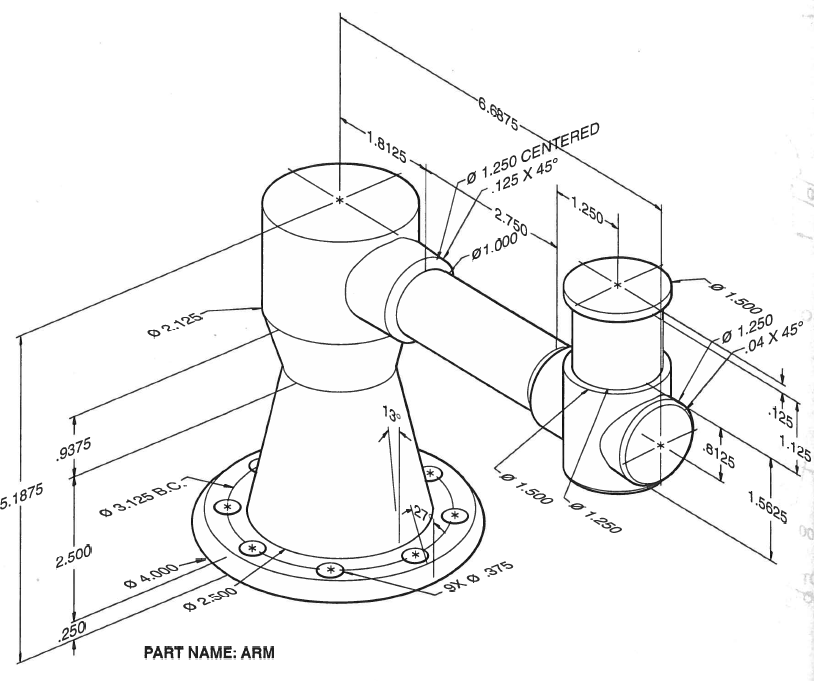 6.6875
1.8125
Ø 1.250 CENTERED
.125 X 45°
2.750
1.250
Ø1.000
Ø 1.500
Ø 1.250
.04 X 45°
Ø 2.125
.125
1.125
.9375
.8125
1.5625
13°
5.1875
Ø 3.125 B.C.
27°
Ø 1.500
Ø 1.250
2.500
Ø 4.000
Ø 2.500
9X Ø .375
.250
PART NAME: ARM